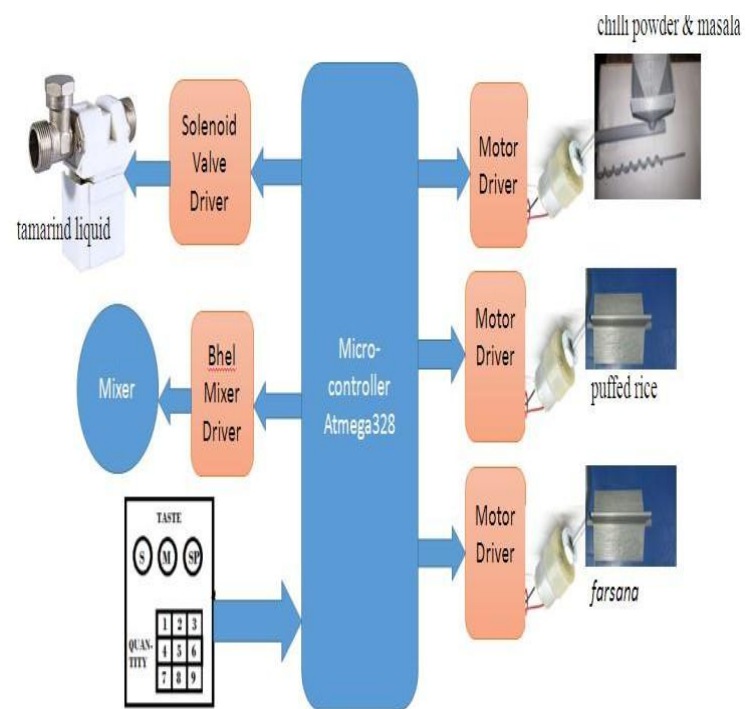 chilli powder & masala
Solenoid
Valve
Driver
tamarind liquid
Motor
Driver
Micro-
controller
Atmega328
Motor
Driver
puffed rice
Bhel
Mixer
Driver
Mixer
Motor
Driver
farsana
TASTE
S M SP
QUAN-
TITY
1 2 3
4 5 6
7 8 9